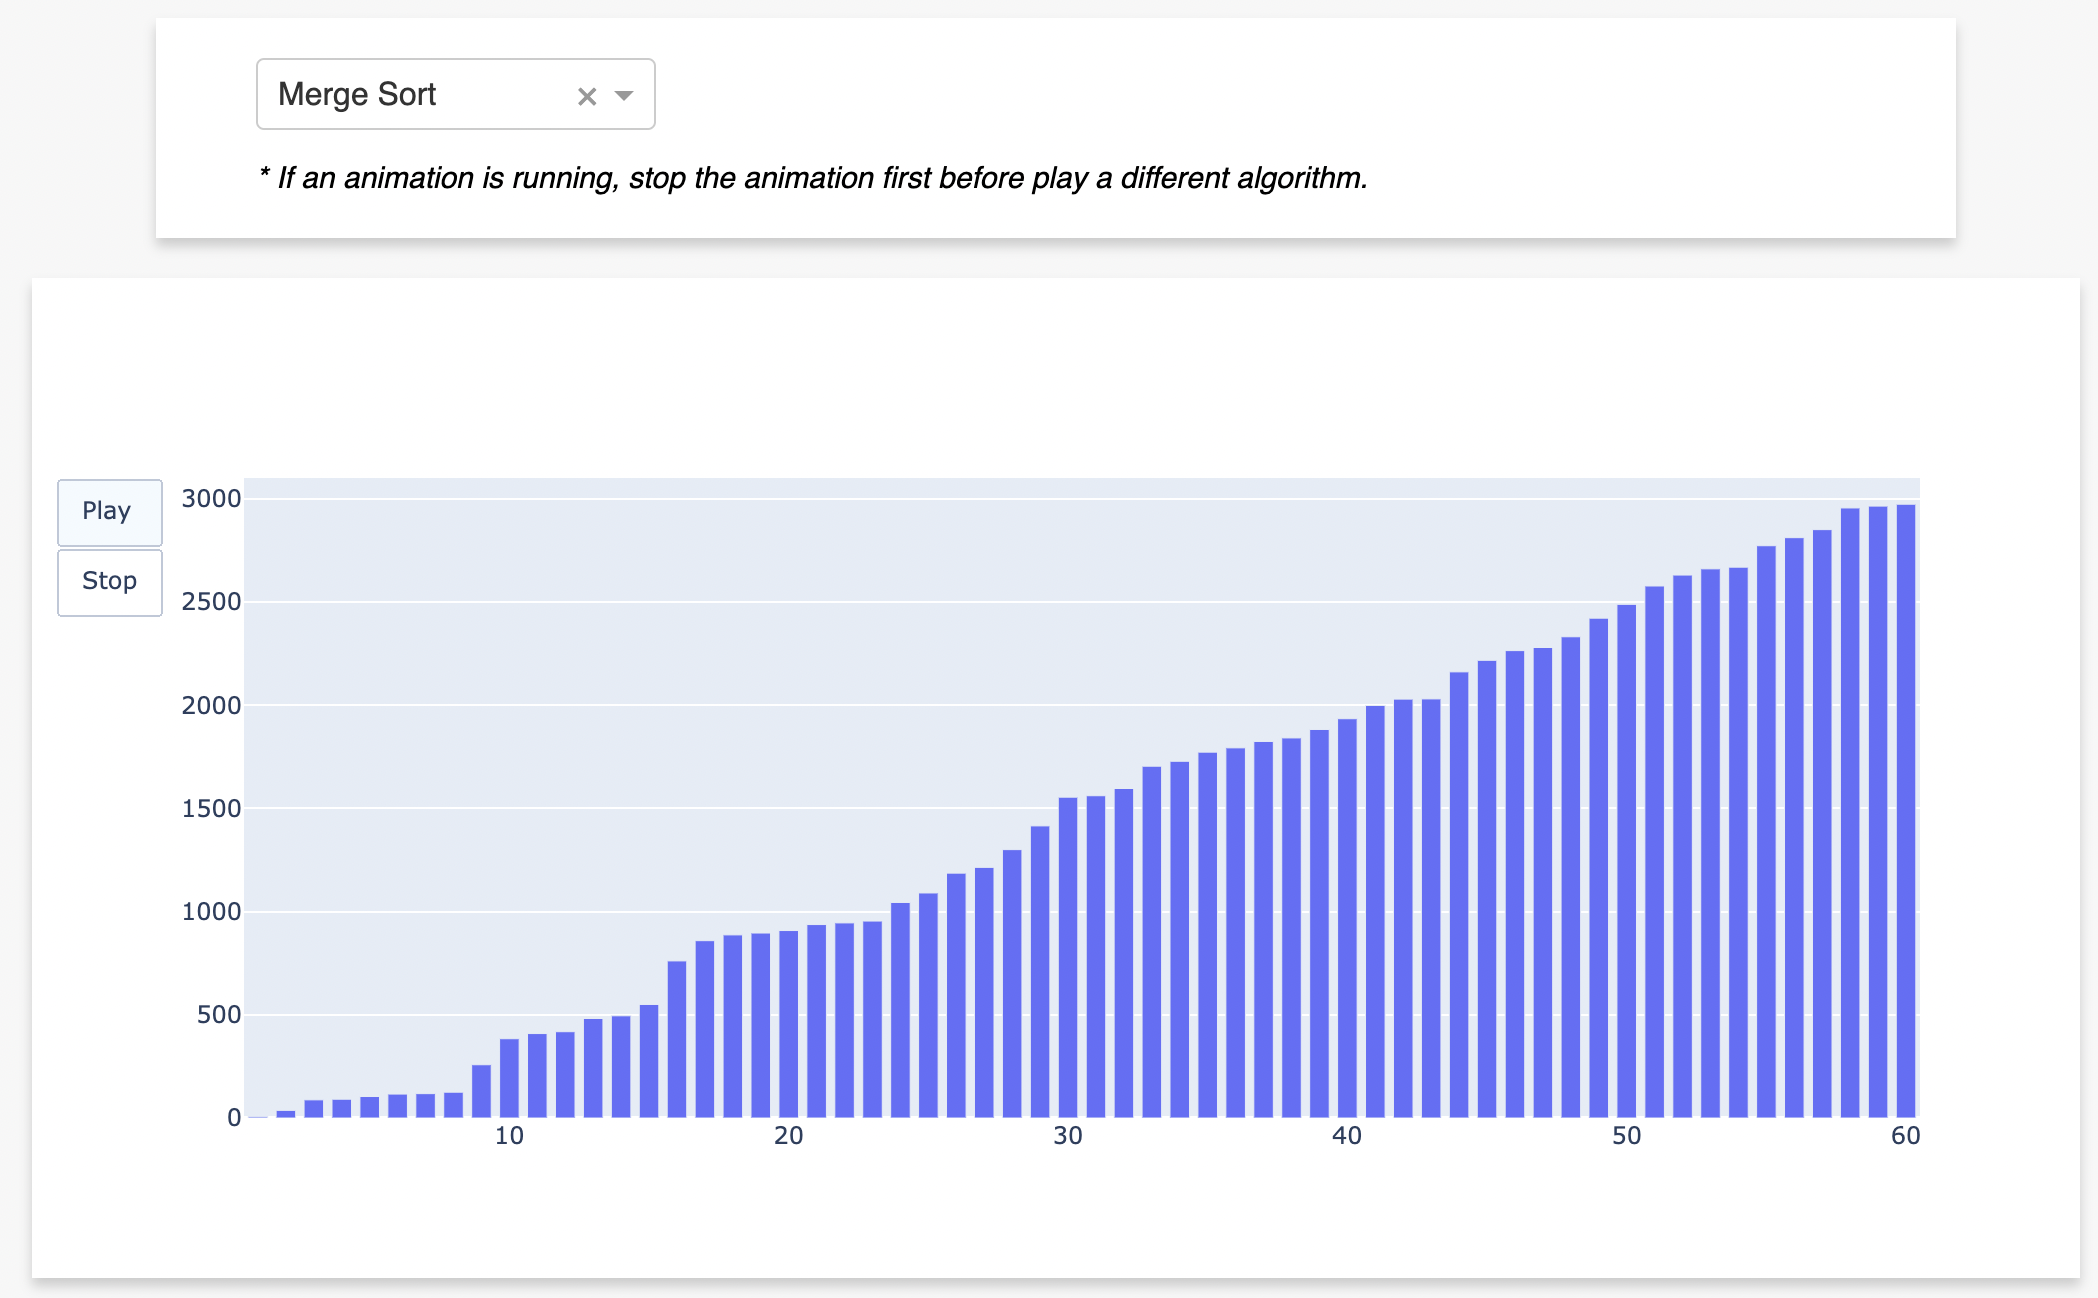 Merge Sort
* If an animation is running, stop the animation first before play a different algorithm.
Play
Stop
3000
2500
2000
1500
1000
500
0
10 20 30 40 50 60